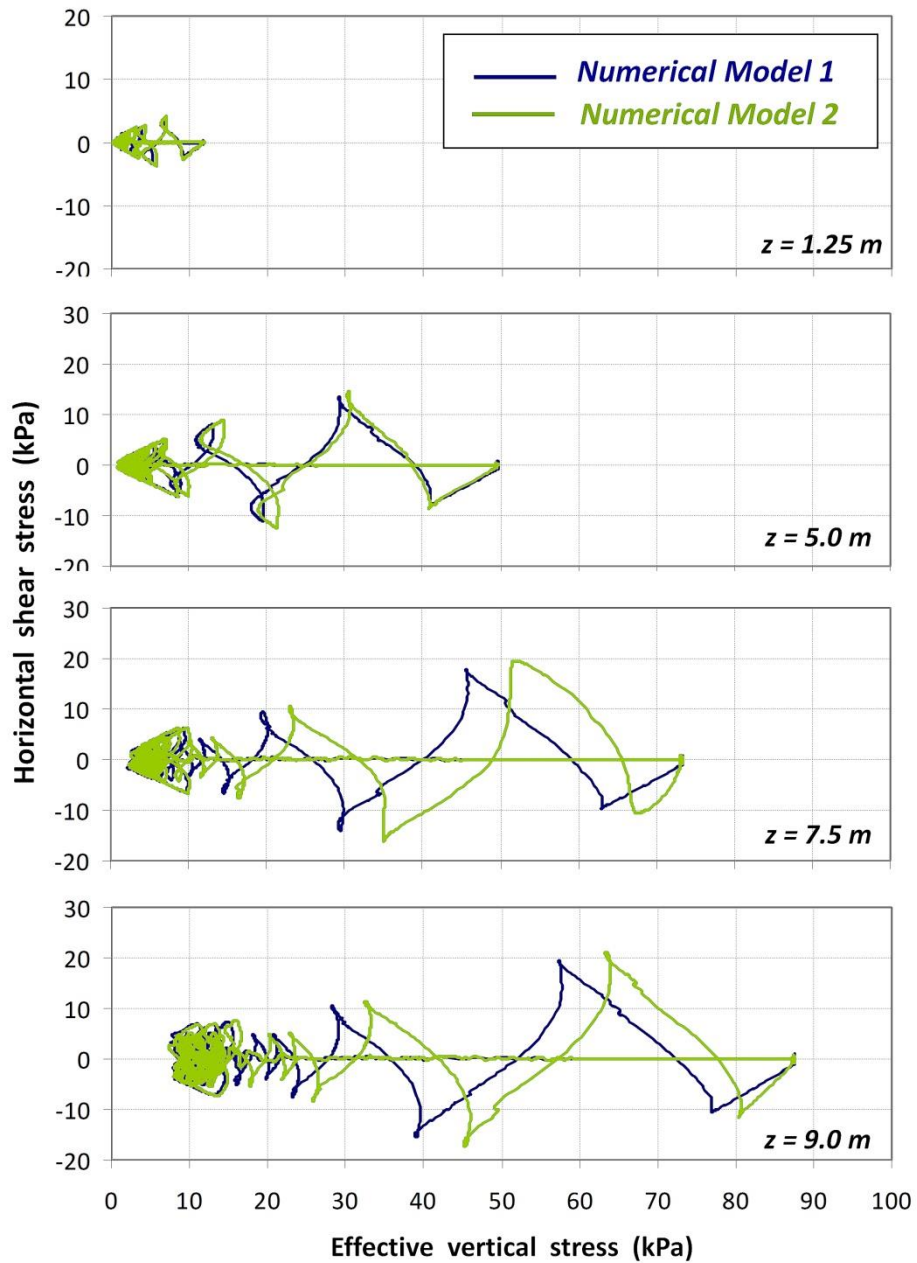 20
10
0
-10
-20
Numerical Model 1
Numerical Model 2
z = 1.25 m
30
20
10
0
-10
-20
z = 5.0 m
30
20
10
0
-10
-20
z = 7.5 m
30
20
10
0
-10
-20
z = 9.0 m
Horizontal shear stress (kPa)
0 10 20 30 40 50 60 70 80 90 100
Effective vertical stress (kPa)